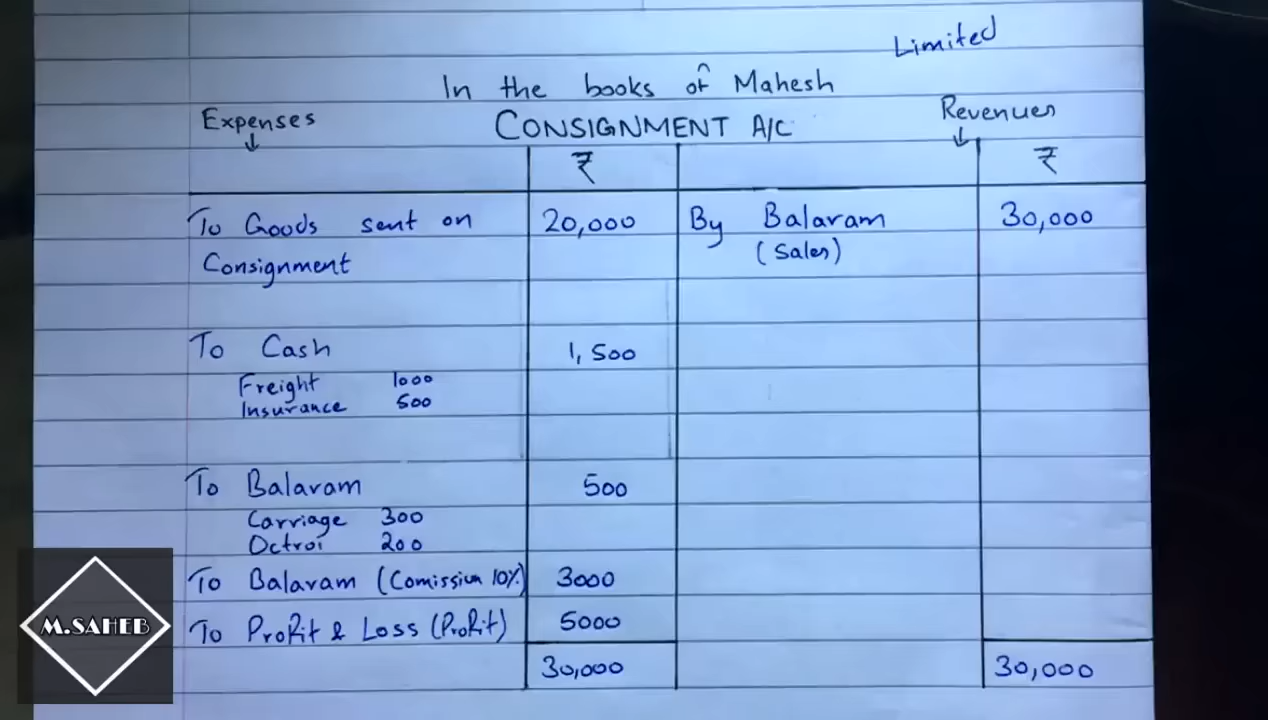 Limited
In the books of ^ Mahesh
Expenses ↓ CONSIGNMENT A/C Revenues ↓
₹ ₹
To Goods sent on 20,000 By Balaram 30,000
Consignment (Sales)
To Cash 1,500
Freight 1000
Insurance 500
To Balaram 500
Carriage 300
Octroi 200
To Balaram (Comission 10%) 3000
To Profit & Loss (Profit) 5000
30,000 30,000
M.SAHEB